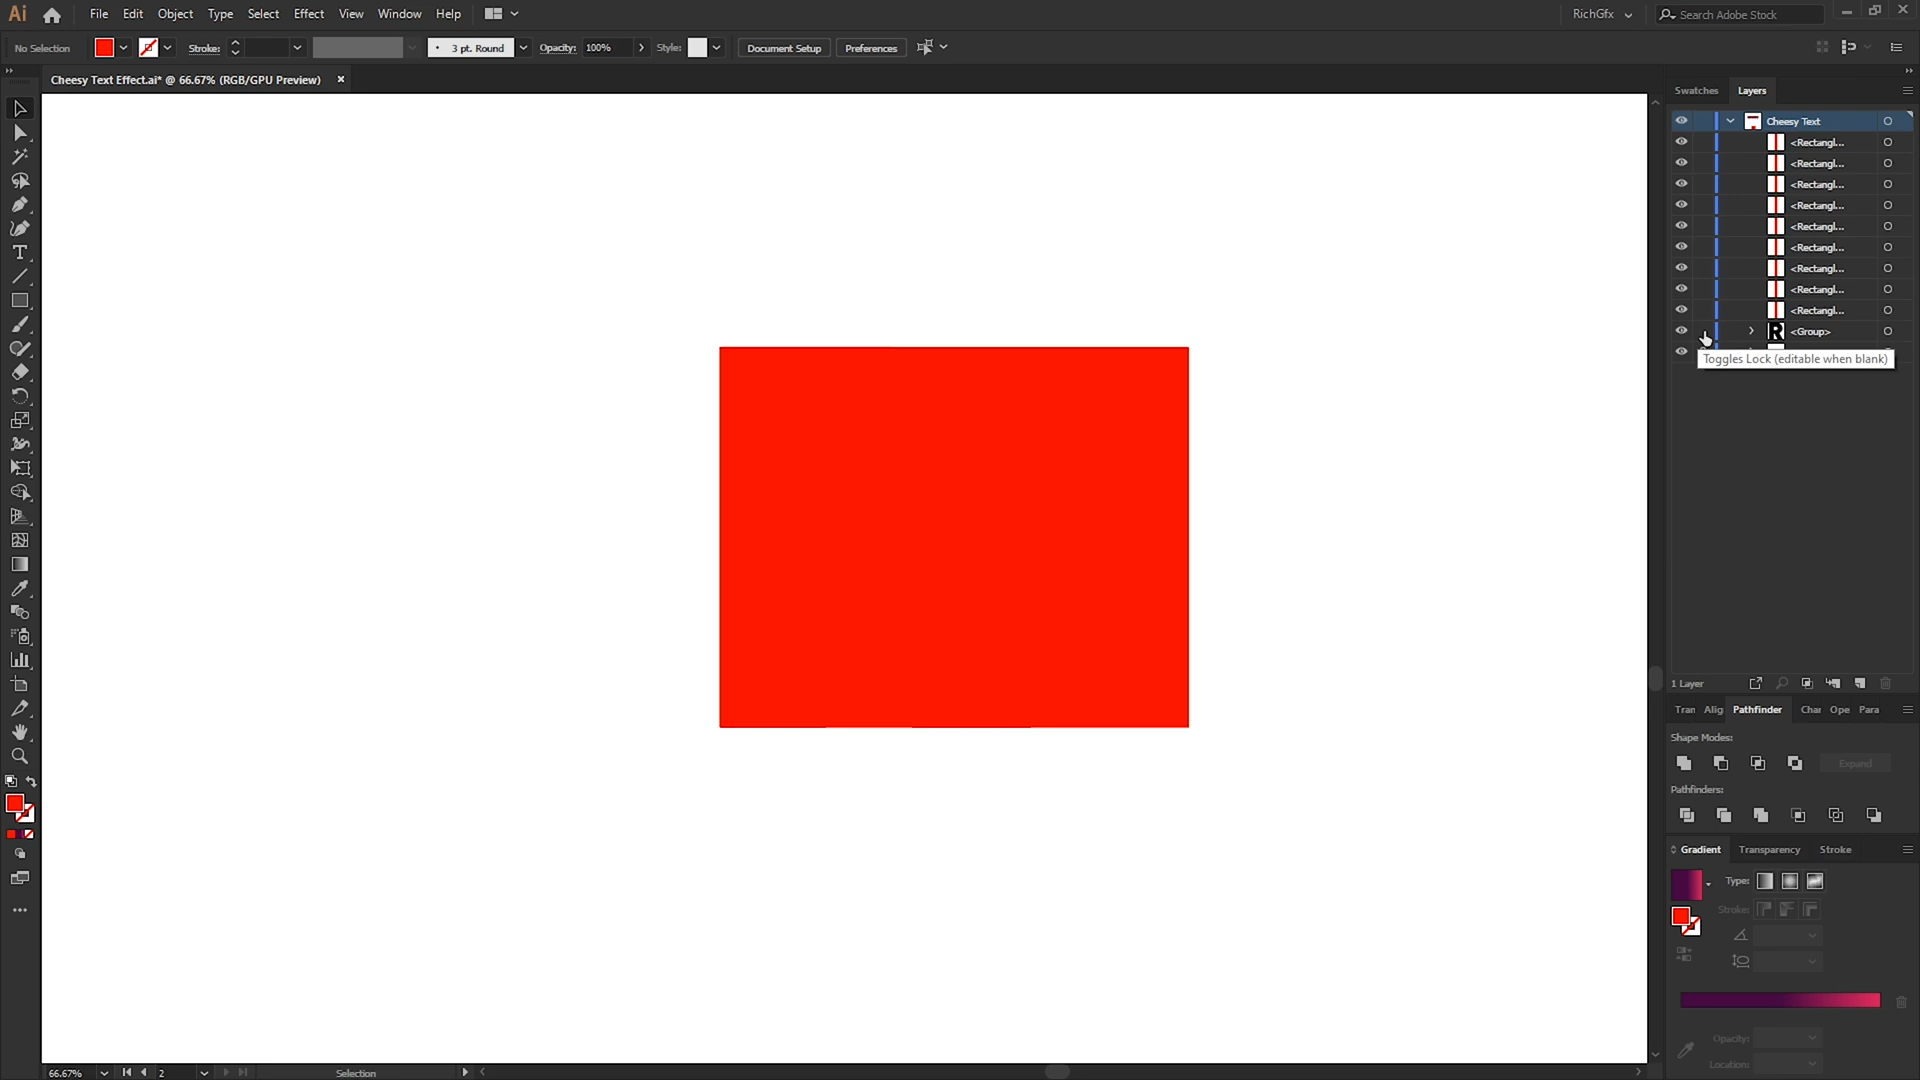 Ai File Edit Object Type Select Effect View Window Help RichGfx Search Adobe Stock
No Selection Stroke: 3 pt. Round Opacity: 100% Style: Document Setup Preferences
Cheesy Text Effect.ai* @ 66.67% (RGB/GPU Preview) ×
Swatches Layers
Cheesy Text
<Rectangl...
<Rectangl...
<Rectangl...
<Rectangl...
<Rectangl...
<Rectangl...
<Rectangl...
<Rectangl...
<Rectangl...
R <Group>
Toggles Lock (editable when blank)
1 Layer
Tran Alig Pathfinder Char Ope Para
Shape Modes:
Expand
Pathfinders:
Gradient Transparency Stroke
Type:
Stroke:
Opacity:
Location:
66.67% 2 Selection